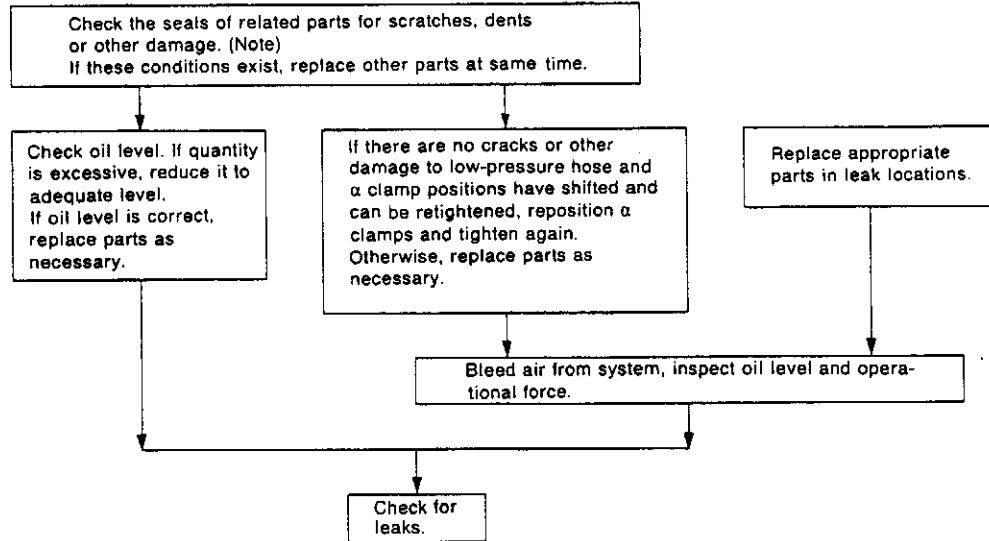 Check the seals of related parts for scratches, dents
or other damage. (Note)
If these conditions exist, replace other parts at same time.
Check oil level. If quantity
is excessive, reduce it to
adequate level.
If oil level is correct,
replace parts as
necessary.
If there are no cracks or other
damage to low-pressure hose and
α clamp positions have shifted and
can be retightened, reposition α
clamps and tighten again.
Otherwise, replace parts as
necessary.
Replace appropriate
parts in leak locations.
Bleed air from system, inspect oil level and opera-
tional force.
Check for
leaks.